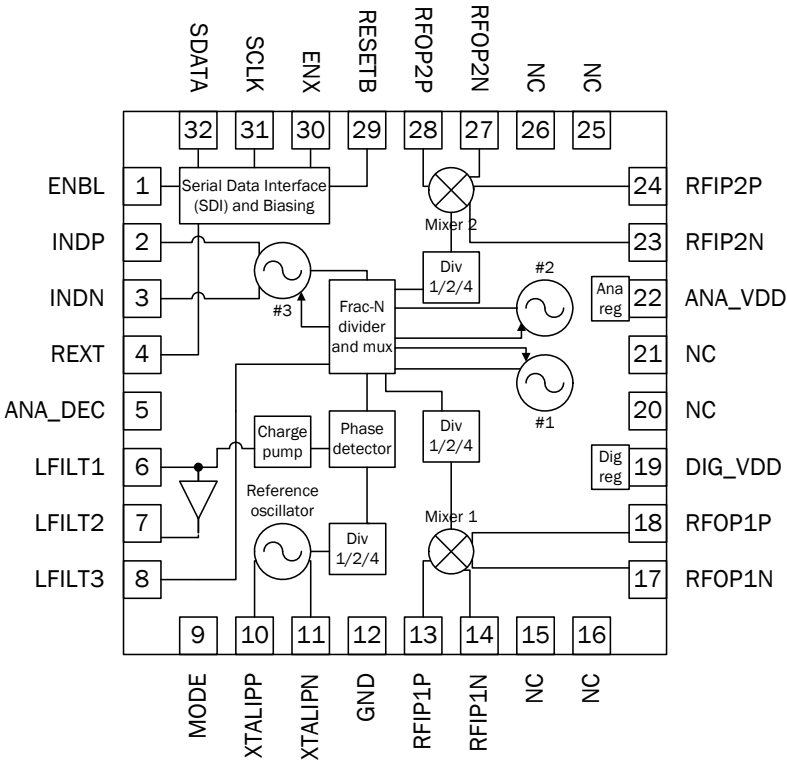 SDATA
SCLK
ENX
RESETB
RFOP2P
RFOP2N
NC
NC
32
31
30
29
28
27
26
25
ENBL
1
Serial Data Interface
(SDI) and Biasing
Mixer 2
24
RFIP2P
INDP
2
23
RFIP2N
#3
Div
1/2/4
#2
INDN
3
Frac-N
divider
and mux
Ana
reg
22
ANA_VDD
REXT
4
21
NC
#1
ANA_DEC
5
20
NC
Charge
pump
Phase
detector
Div
1/2/4
LFILT1
6
Dig
reg
19
DIG_VDD
Reference
oscillator
LFILT2
7
Div
1/2/4
Mixer 1
18
RFOP1P
LFILT3
8
17
RFOP1N
9
10
11
12
13
14
15
16
MODE
XTALIPP
XTALIPN
GND
RFIP1P
RFIP1N
NC
NC